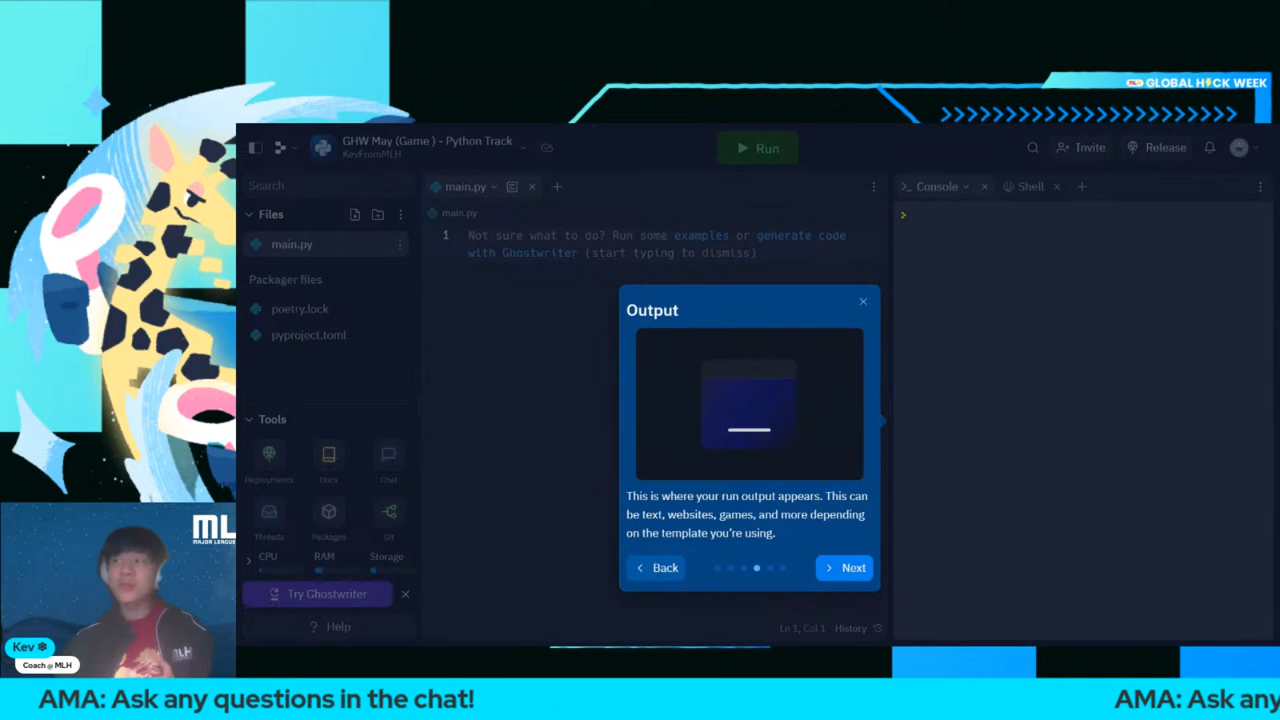 MLH GLOBAL HACK WEEK
GHW May (Game ) - Python Track
KevFromMLH
Run
Invite
Release
Search
main.py
Console
Shell
Files
main.py
main.py
1
Not sure what to do? Run some examples or generate code
with Ghostwriter (start typing to dismiss)
Packager files
poetry.lock
pyproject.toml
Output
This is where your run output appears. This can
be text, websites, games, and more depending
on the template you're using.
Back
Next
Tools
Deployments
Docs
Chat
Threads
Packages
Git
CPU
RAM
Storage
Try Ghostwriter
Help
Ln 1, Col 1
History
ML
MAJOR LEAGUE
MLH
Kev
Coach @ MLH
AMA: Ask any questions in the chat!
AMA: Ask any